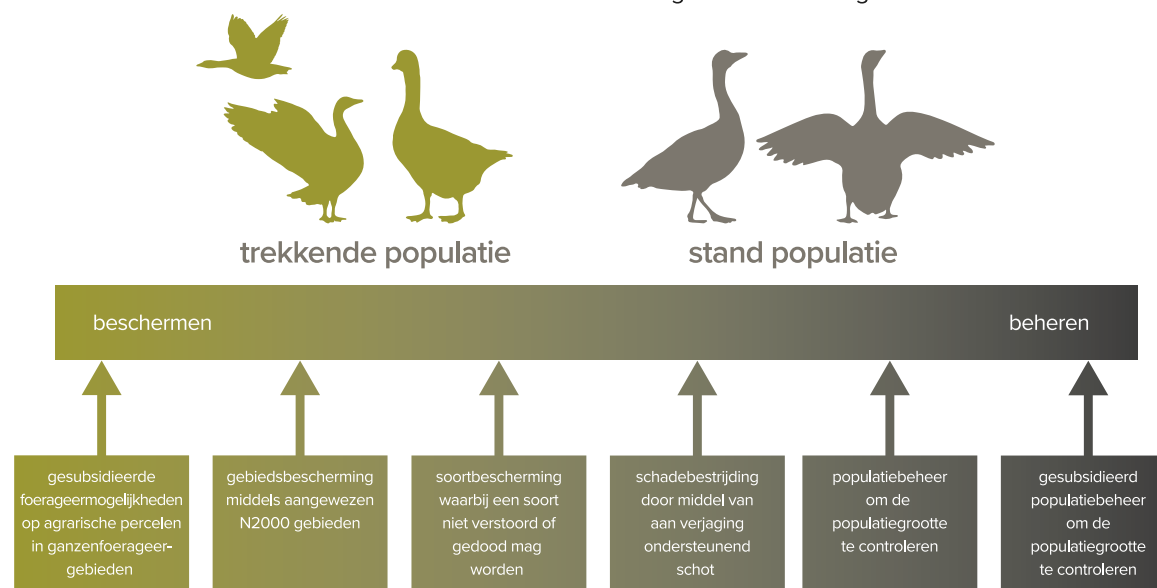 trekkende populatie
stand populatie
beschermen
beheren
gesubsidieerde
foerageermogelijkheden
op agrarische percelen
in ganzenfoerageer-
gebieden
gebiedsbescherming
middels aangewezen
N2000 gebieden
soortbescherming
waarbij een soort
niet verstoord of
gedood mag
worden
schadebestrijding
door middel van
aan verjaging
ondersteunend
schot
populatiebeheer
om de
populatiegrootte
te controleren
gesubsidieerd
populatiebeheer
om de
populatiegrootte
te controleren